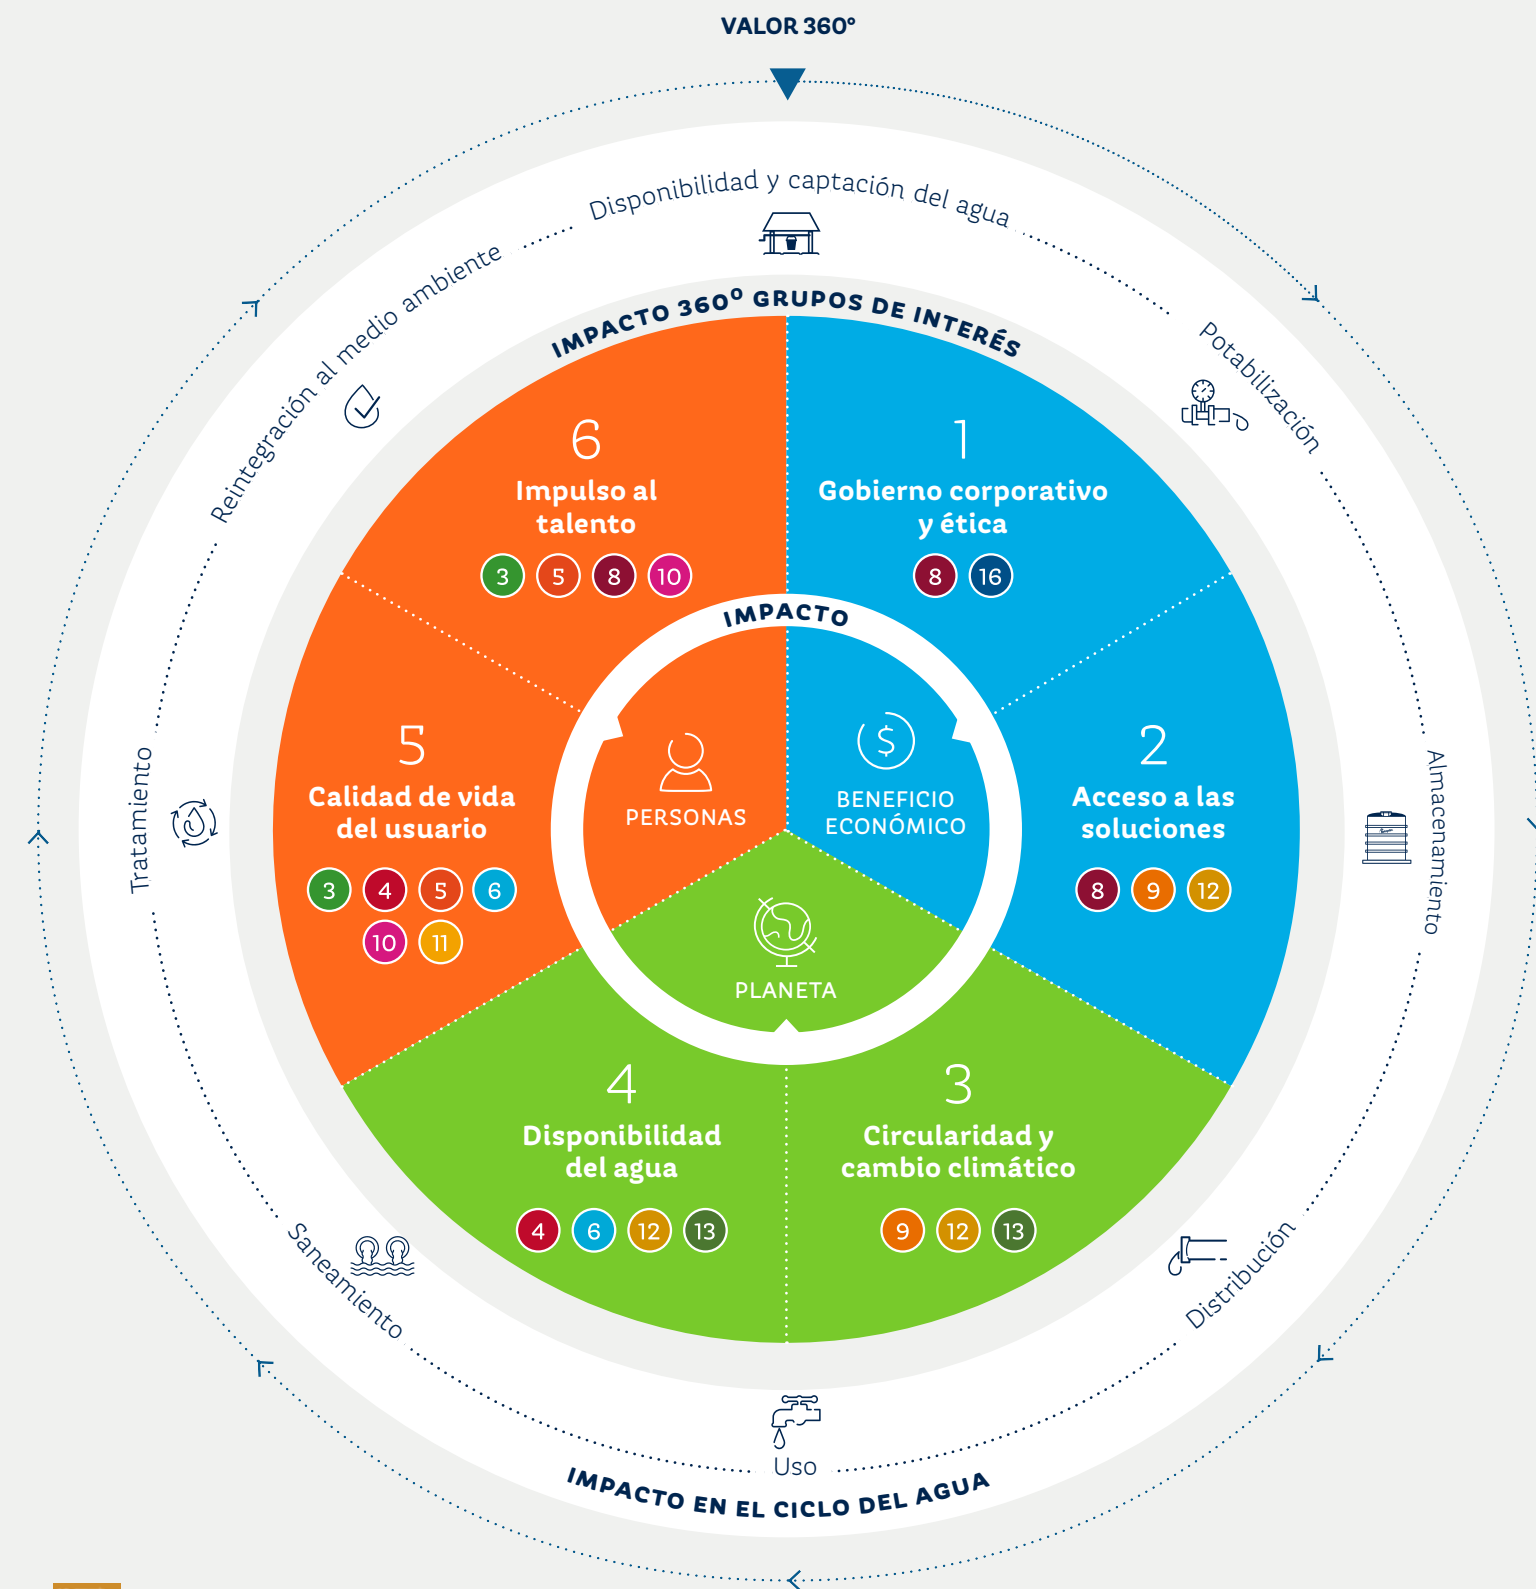 VALOR 360°
Disponibilidad y captación del agua
Potabilización
Almacenamiento
Distribución
Uso
Saneamiento
Tratamiento
Reintegración al medio ambiente
IMPACTO 360º GRUPOS DE INTERÉS
1
Gobierno corporativo
y ética
8 16
2
Acceso a las
soluciones
8 9 12
3
Circularidad y
cambio climático
9 12 13
4
Disponibilidad
del agua
4 6 12 13
5
Calidad de vida
del usuario
3 4 5 6
10 11
6
Impulso al
talento
3 5 8 10
IMPACTO
$
BENEFICIO
ECONÓMICO
PLANETA
PERSONAS
IMPACTO EN EL CICLO DEL AGUA